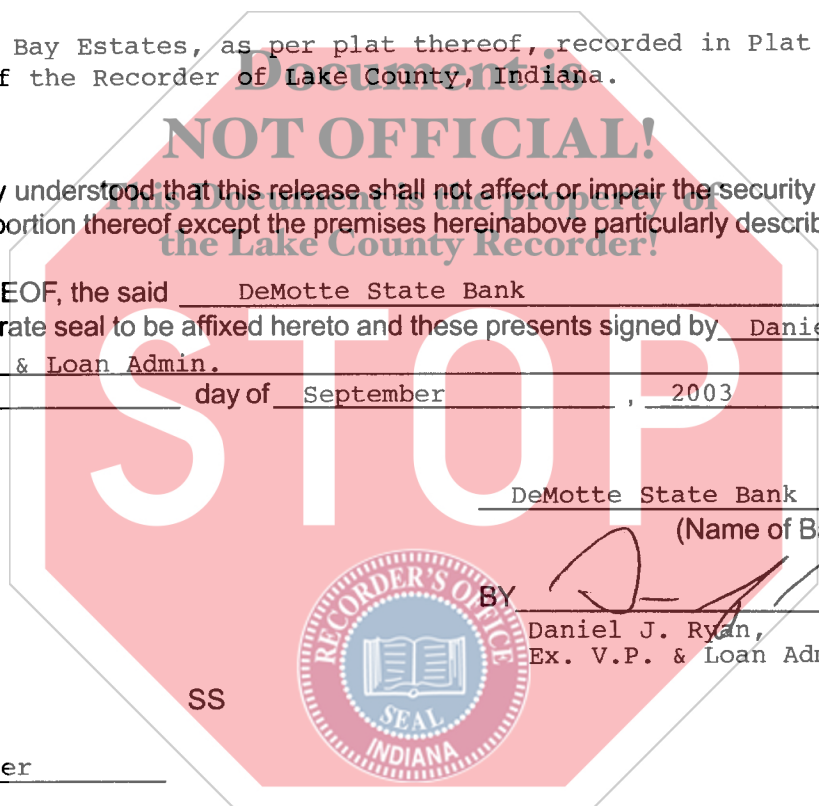 Bay Estates, as per plat thereof, recorded in Plat
f the Recorder of Lake County, Indiana.
Document is
NOT OFFICIAL!
This Document is the property of
the Lake County Recorder!
y understood that this release shall not affect or impair the security
portion thereof except the premises hereinabove particularly describ
EOF, the said DeMotte State Bank
rate seal to be affixed hereto and these presents signed by Danie
& Loan Admin.
day of September , 2003
STOP
DeMotte State Bank
(Name of Ba
BY
Daniel J. Ryan,
Ex. V.P. & Loan Adm
RECORDER'S OFFICE
SEAL
INDIANA
SS
er